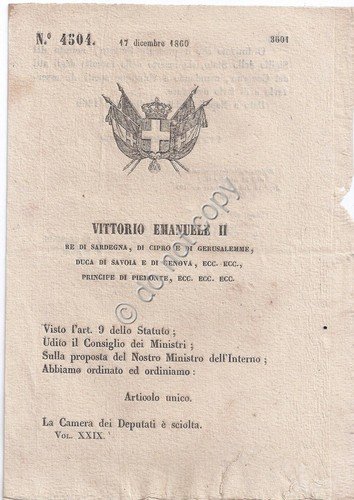 N.º 4504. 17 dicembre 1860 3601
VITTORIO EMANUELE II
RE DI SARDEGNA, DI CIPRO E DI GERUSALEMME,
DUCA DI SAVOIA E DI GENOVA, ECC. ECC.,
PRINCIPE DI PIEMONTE, ECC. ECC. ECC.
Visto l'art. 9 dello Statuto;
Udito il Consiglio dei Ministri;
Sulla proposta del Nostro Ministro dell'Interno;
Abbiamo ordinato ed ordiniamo:
Articolo unico.
La Camera dei Deputati è sciolta.
VOL. XXIX.
© do not copy